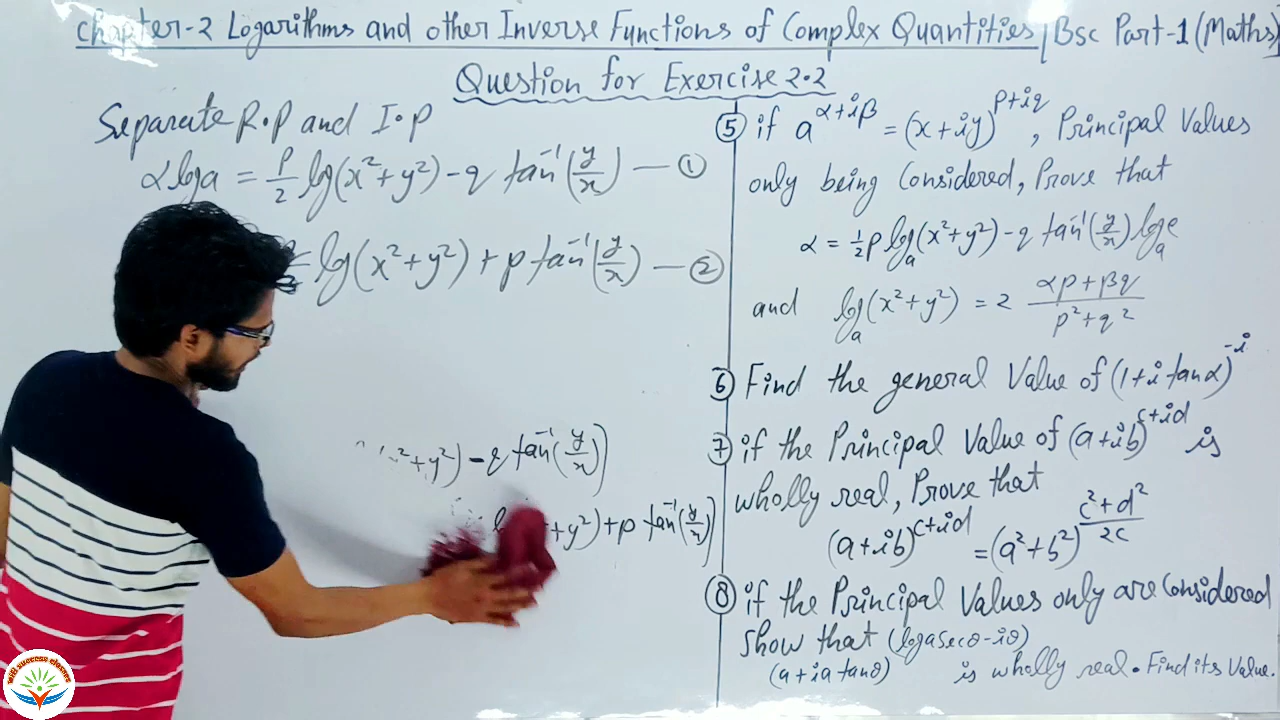 Chapter-2 Logarithms and other Inverse Functions of Complex Quantities | Bsc Part-1 (Maths)
Question for Exercise 2.2
Separate R.P and I.P
α log a = p/2 log(x²+y²) - q tan⁻¹(y/x) — ①
= log(x²+y²) + p tan⁻¹(y/x) — ②
x²+y²) - q tan⁻¹(y/x))
+y²) + p tan⁻¹(y/x))
⑤ if a^(α+iβ) = (x+iy)^(p+iq), Principal Values
only being Considered, Prove that
α = ½ p log_a(x²+y²) - q tan⁻¹(y/x) log_a e
and log_a(x²+y²) = 2 (αp+βq)/(p²+q²)
⑥ Find the general Value of (1+i tanα)^(-i)
⑦ if the Principal Value of (a+ib)^(c+id) is
wholly real, Prove that
(a+ib)^(c+id) = (a²+b²)^((c²+d²)/2c)
⑧ if the Principal Values only are Considered
show that (log a secθ - iθ)
(a + ia tanθ) is wholly real. Find its Value.